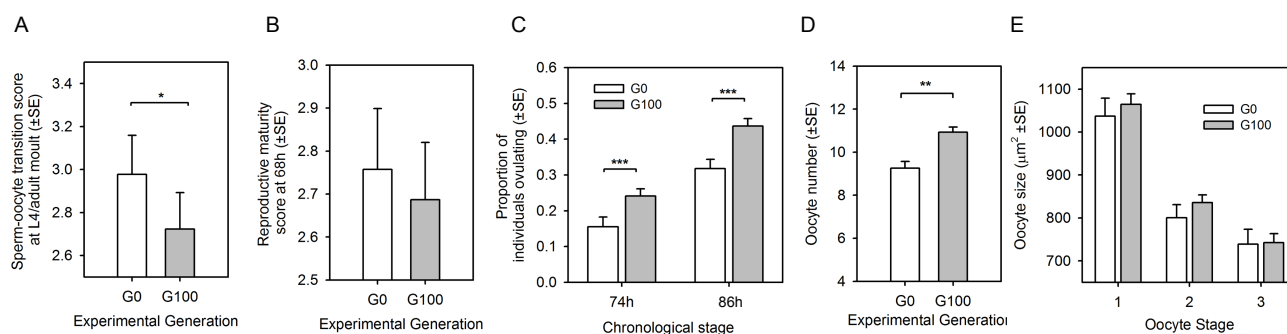 A
Sperm-oocyte transition score
at L4/adult moult (±SE)
3.4
3.2
3.0
2.8
2.6
*
G0
G100
Experimental Generation
B
Reproductive maturity
score at 68h (±SE)
3.0
2.9
2.8
2.7
2.6
2.5
G0
G100
Experimental Generation
C
Proportion of
individuals ovulating (±SE)
0.6
0.5
0.4
0.3
0.2
0.1
0.0
G0
G100
***
***
74h
86h
Chronological stage
D
Oocyte number (±SE)
14
12
10
8
6
4
**
G0
G100
Experimental Generation
E
Oocyte size (µm² ±SE)
1100
1000
900
800
700
G0
G100
1
2
3
Oocyte Stage